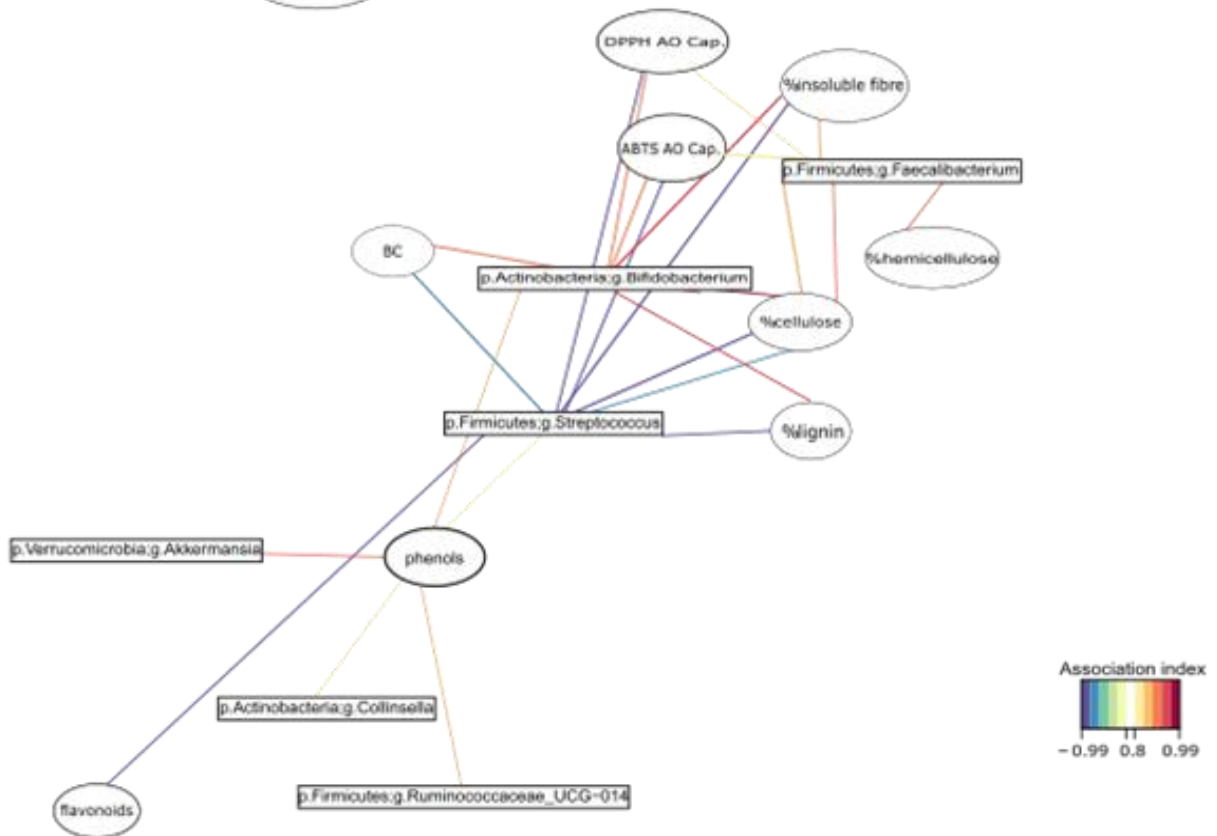 DPPH AO Cap.
%insoluble fibre
ABTS AO Cap.
p.Firmicutes;g.Faecalibacterium
BC
%hemicellulose
p.Actinobacteria;g.Bifidobacterium
%cellulose
p.Firmicutes;g.Streptococcus
%lignin
p.Verrucomicrobia;g.Akkermansia
phenols
Association index
p.Actinobacteria;g.Collinsella
-0.99 0.8 0.99
p.Firmicutes;g.Ruminococcaceae_UCG-014
flavonoids